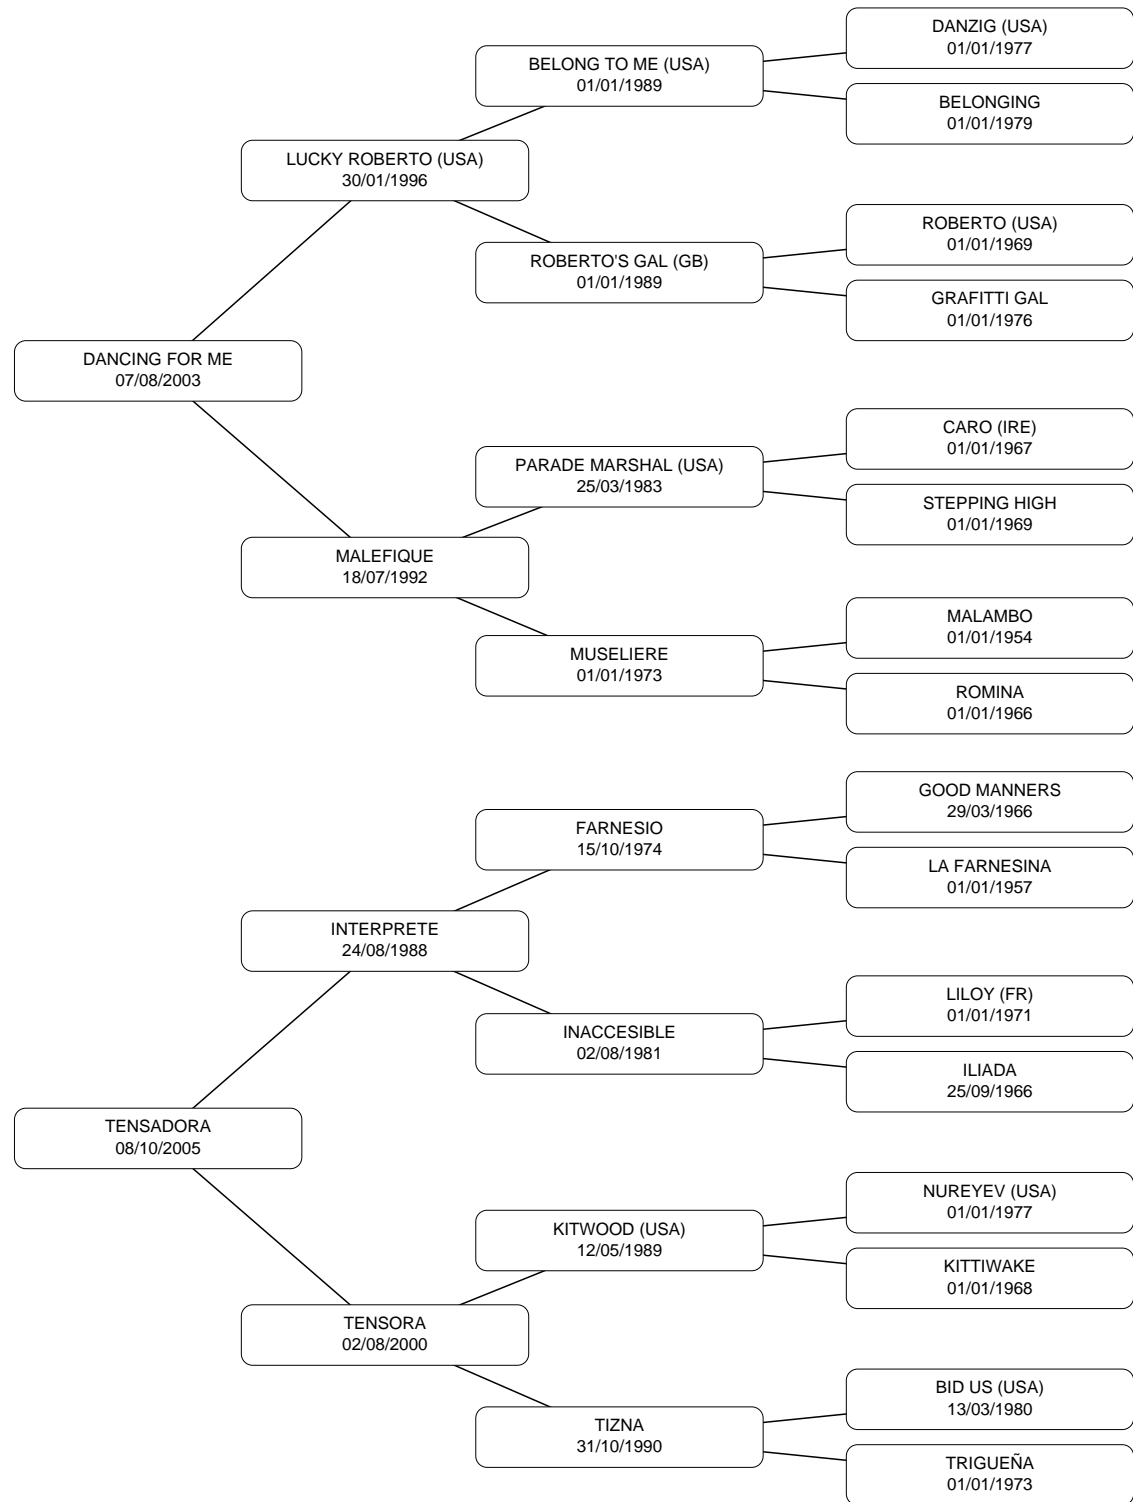 DANZIG (USA)
01/01/1977
BELONG TO ME (USA)
01/01/1989
BELONGING
01/01/1979
LUCKY ROBERTO (USA)
30/01/1996
ROBERTO (USA)
01/01/1969
ROBERTO'S GAL (GB)
01/01/1989
GRAFITTI GAL
01/01/1976
DANCING FOR ME
07/08/2003
CARO (IRE)
01/01/1967
PARADE MARSHAL (USA)
25/03/1983
STEPPING HIGH
01/01/1969
MALEFIQUE
18/07/1992
MALAMBO
01/01/1954
MUSELIERE
01/01/1973
ROMINA
01/01/1966
GOOD MANNERS
29/03/1966
FARNESIO
15/10/1974
LA FARNESINA
01/01/1957
INTERPRETE
24/08/1988
LILOY (FR)
01/01/1971
INACCESIBLE
02/08/1981
ILIADA
25/09/1966
TENSADORA
08/10/2005
NUREYEV (USA)
01/01/1977
KITWOOD (USA)
12/05/1989
KITTIWAKE
01/01/1968
TENSORA
02/08/2000
BID US (USA)
13/03/1980
TIZNA
31/10/1990
TRIGUEÑA
01/01/1973